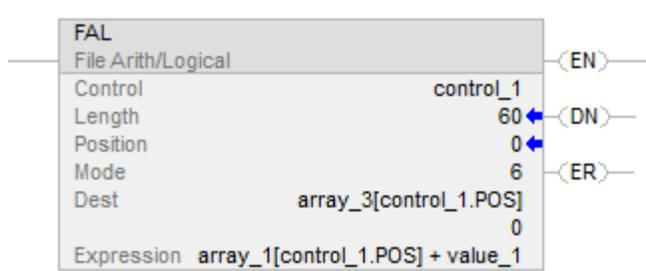 FAL
File Arith/Logical
EN
Control control_1
Length 60
DN
Position 0
Mode 6
ER
Dest array_3[control_1.POS]
0
Expression array_1[control_1.POS] + value_1